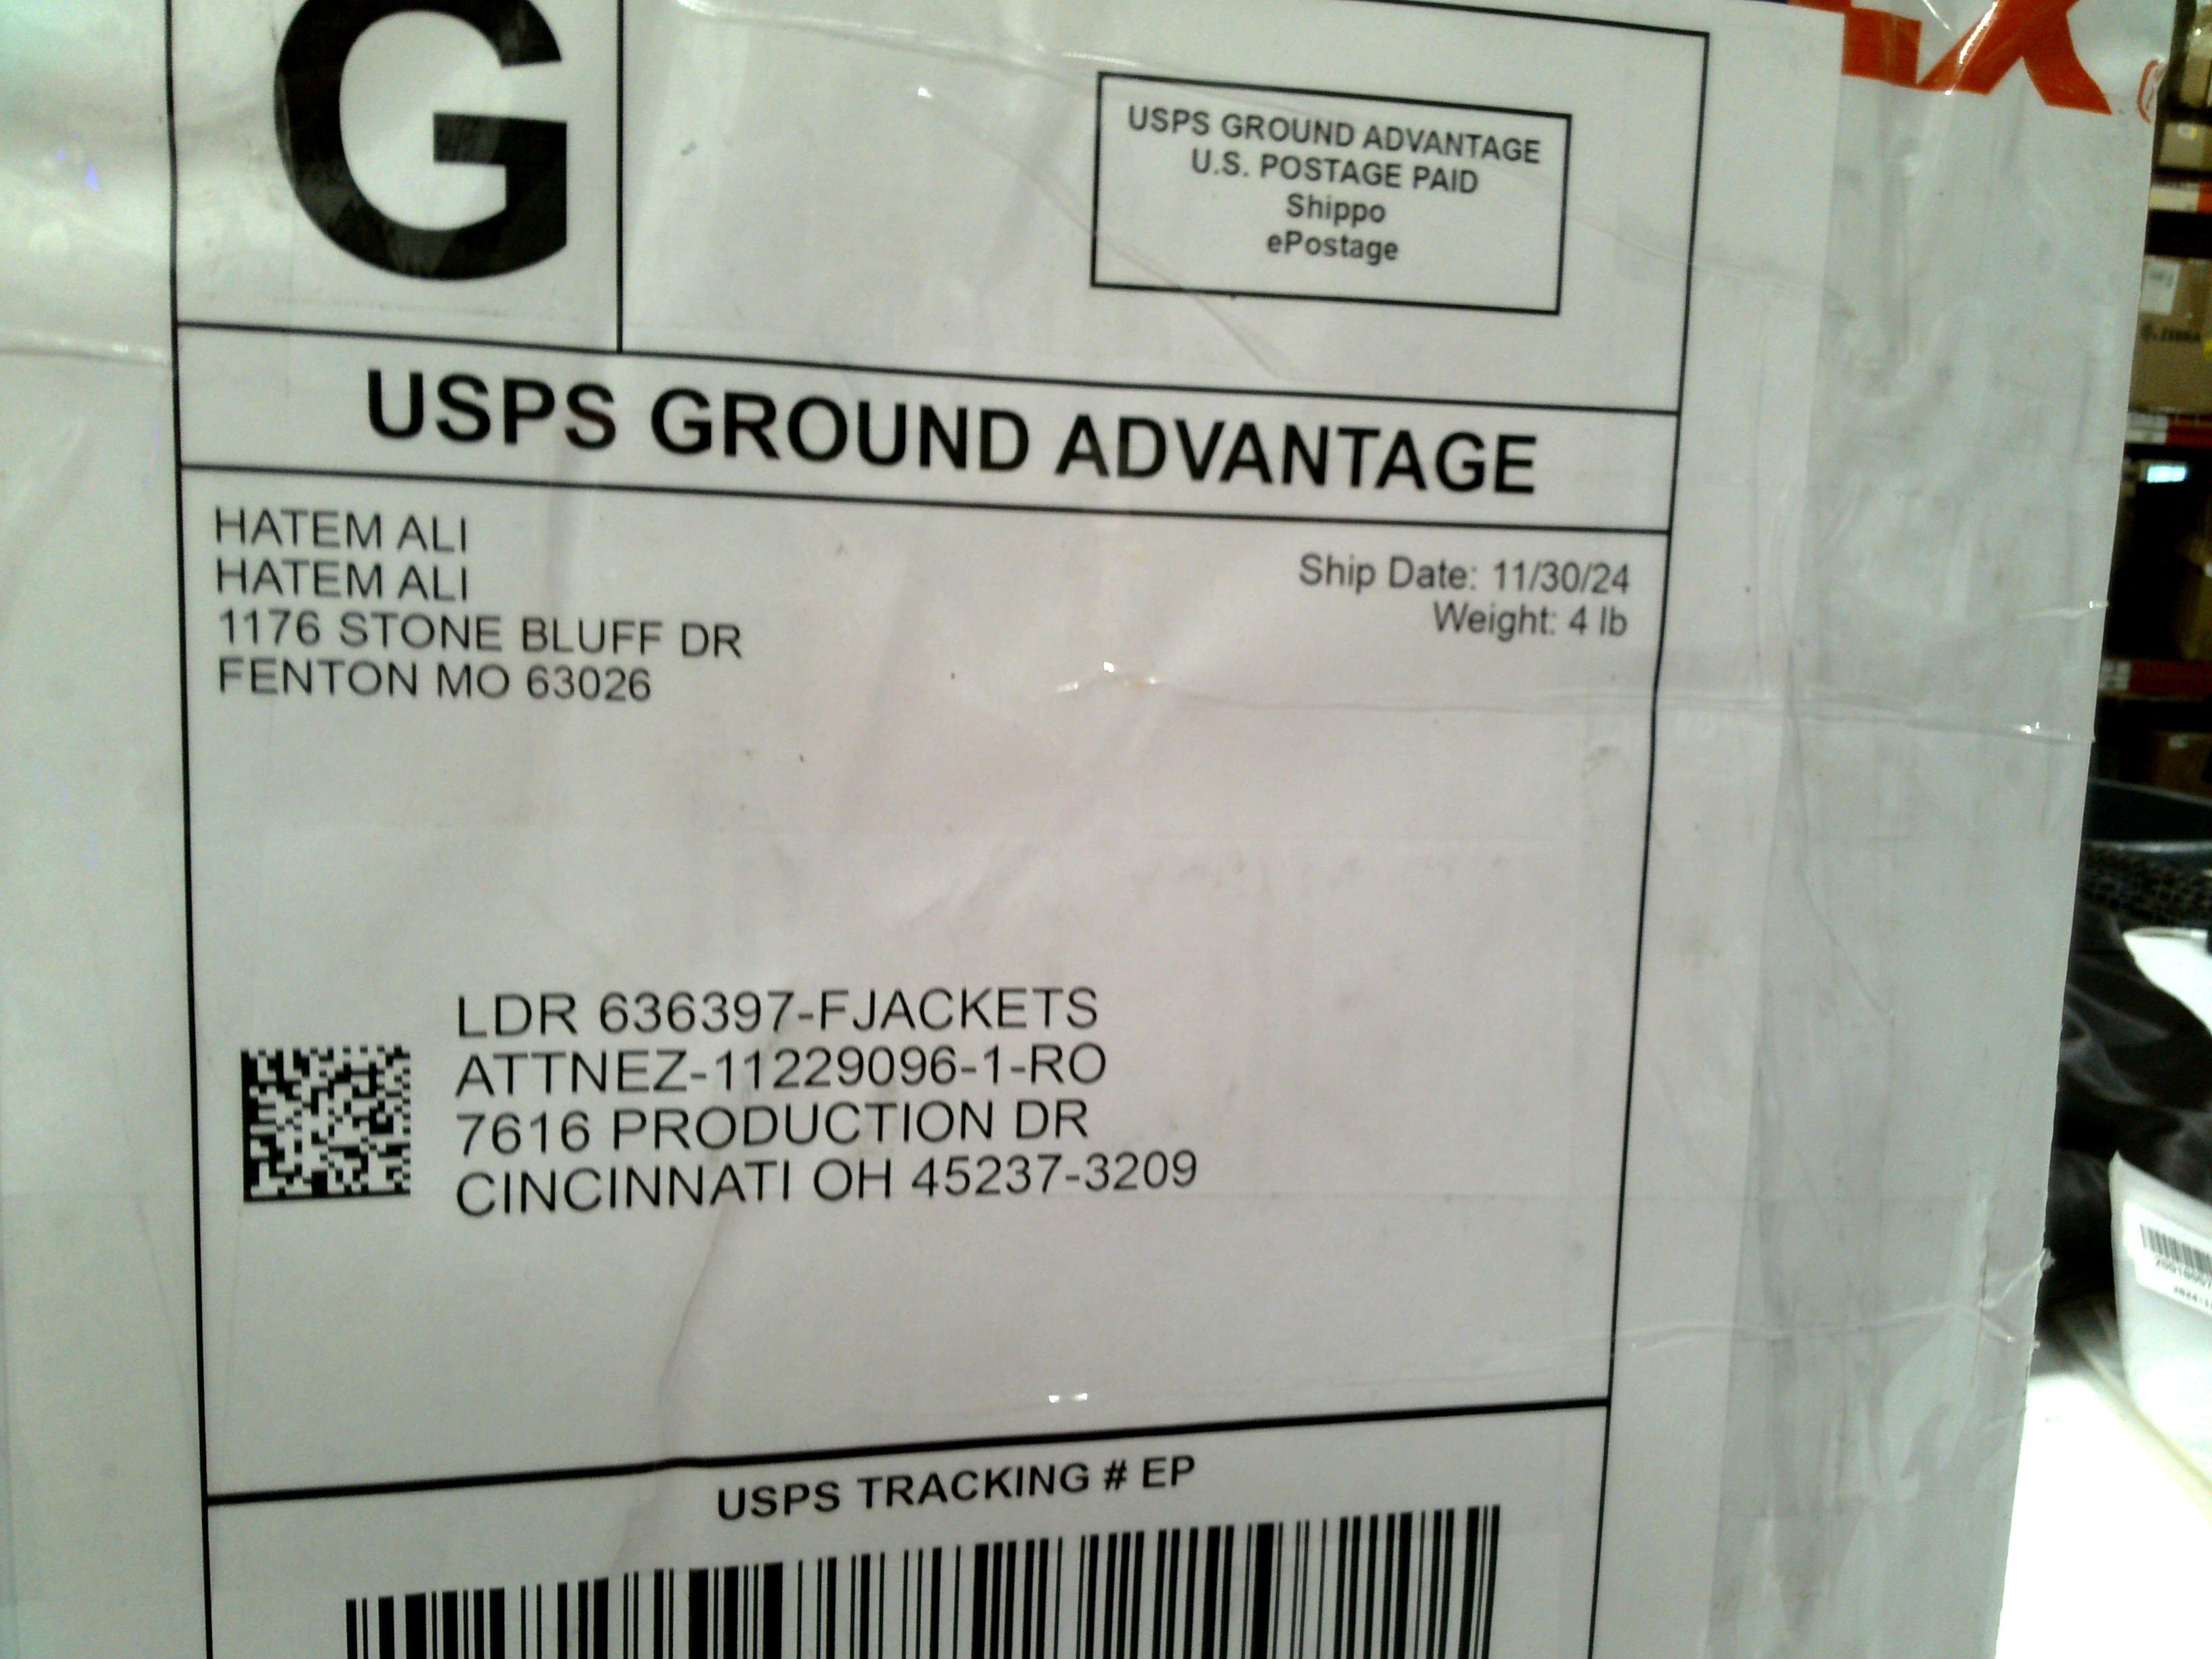 G
USPS GROUND ADVANTAGE
U.S. POSTAGE PAID
Shippo
ePostage
USPS GROUND ADVANTAGE
HATEM ALI
HATEM ALI
1176 STONE BLUFF DR
FENTON MO 63026
Ship Date: 11/30/24
Weight: 4 lb
LDR 636397-FJACKETS
ATTNEZ-11229096-1-RO
7616 PRODUCTION DR
CINCINNATI OH 45237-3209
USPS TRACKING # EP